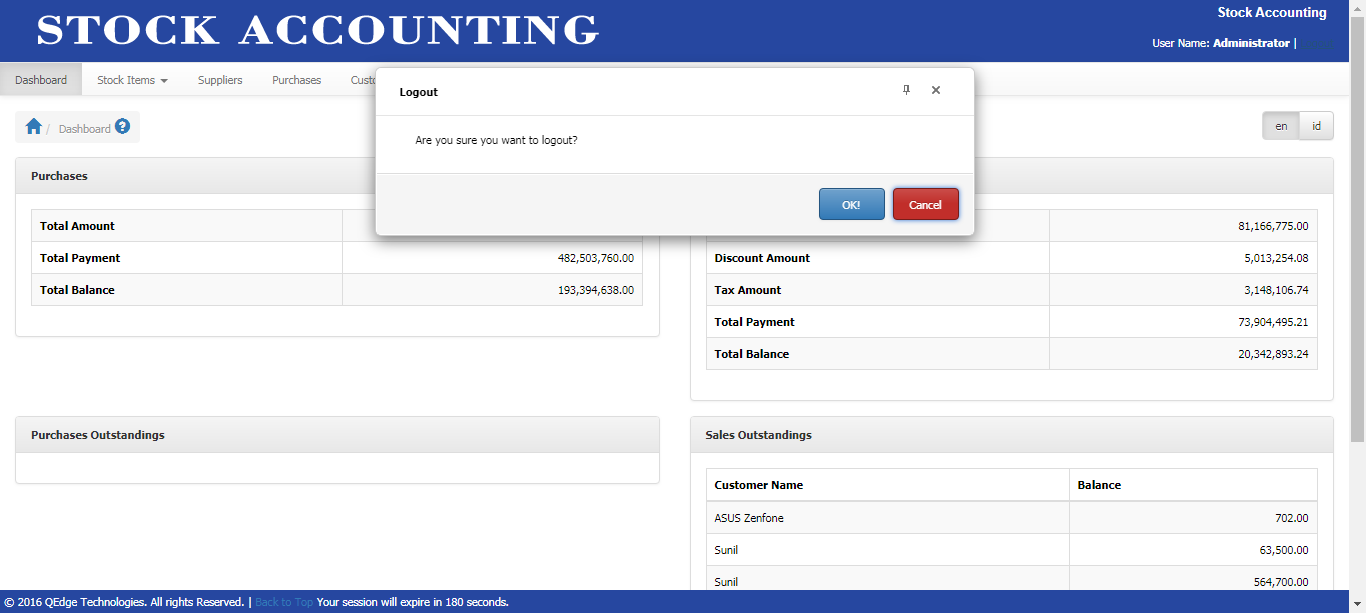 STOCK ACCOUNTING
Stock Accounting
User Name: Administrator |
Dashboard Stock Items Suppliers Purchases Custo
Logout
Are you sure you want to logout?
OK! Cancel
/ Dashboard ?
en id
Purchases
Total Amount
Total Payment 482,503,760.00
Total Balance 193,394,638.00
81,166,775.00
Discount Amount 5,013,254.08
Tax Amount 3,148,106.74
Total Payment 73,904,495.21
Total Balance 20,342,893.24
Purchases Outstandings
Sales Outstandings
Customer Name Balance
ASUS Zenfone 702.00
Sunil 63,500.00
Sunil 564,700.00
© 2016 QEdge Technologies. All rights Reserved. | Back to Top Your session will expire in 180 seconds.